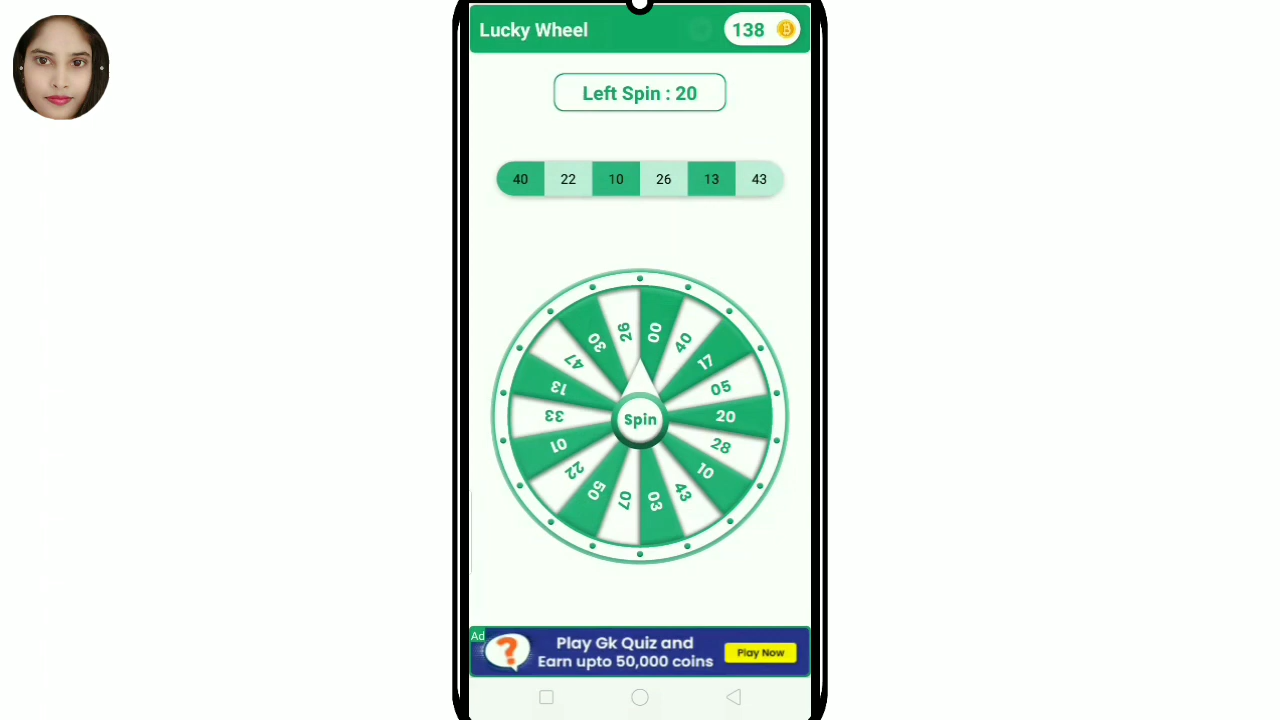 Lucky Wheel
138
Left Spin : 20
40 22 10 26 13 43
00
40
17
05
20
28
10
43
03
07
50
22
01
33
13
47
30
26
Spin
Ad
Play Gk Quiz and
Earn upto 50,000 coins
Play Now